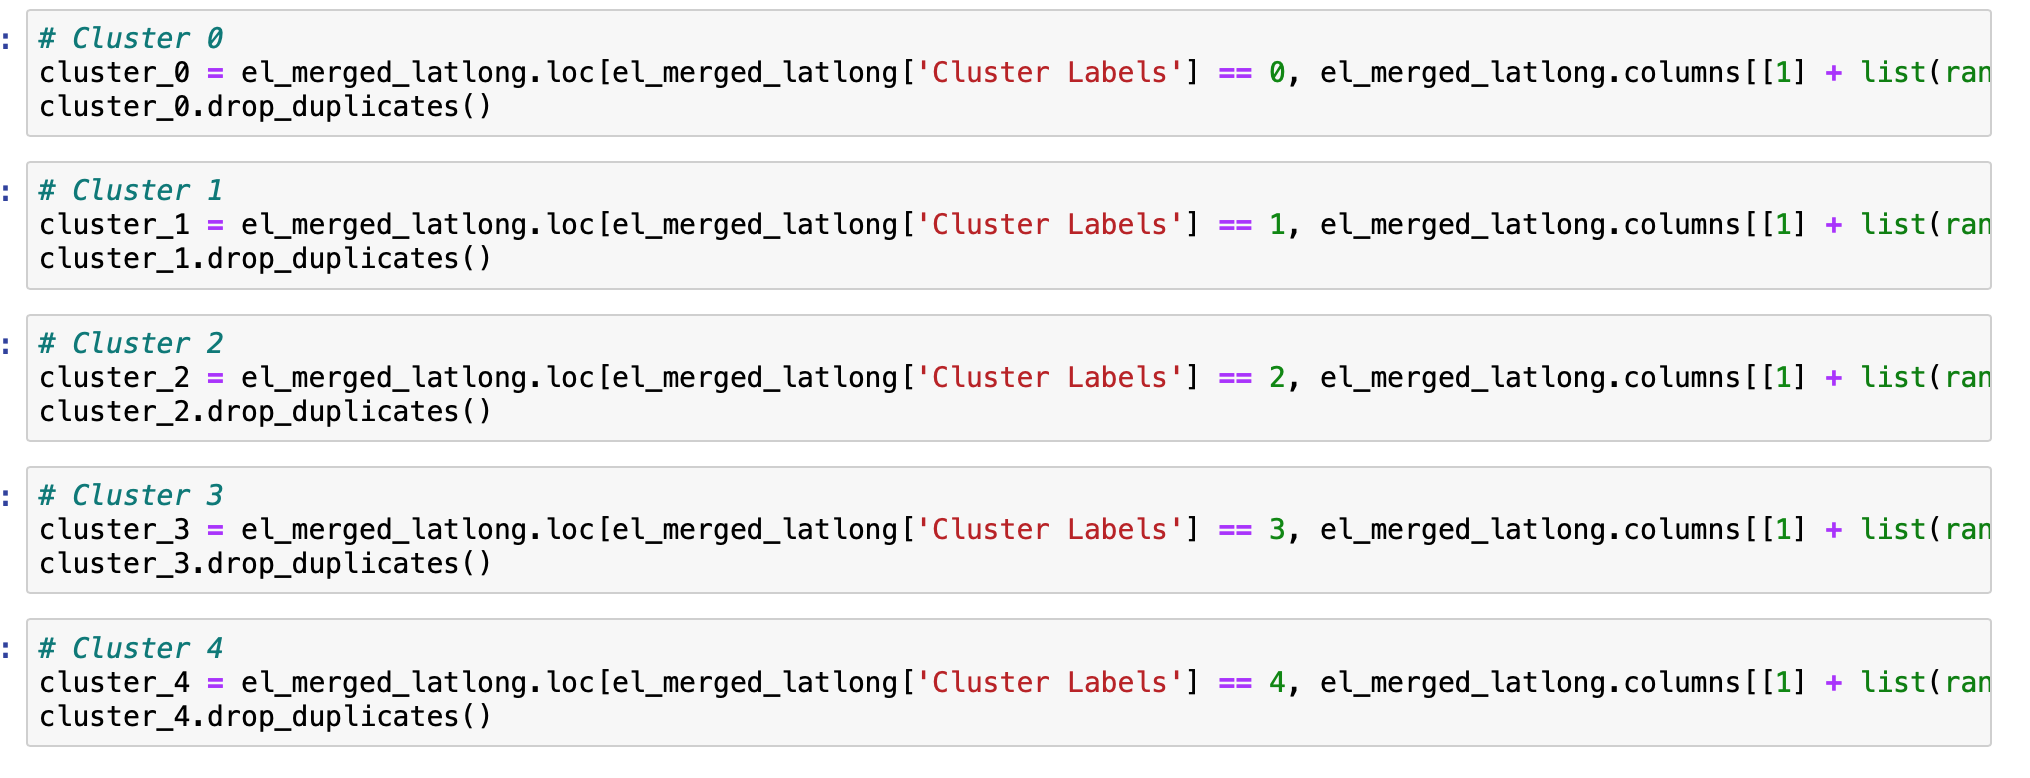 # Cluster 0
cluster_0 = el_merged_latlong.loc[el_merged_latlong['Cluster Labels'] == 0, el_merged_latlong.columns[[1] + list(ran
cluster_0.drop_duplicates()
# Cluster 1
cluster_1 = el_merged_latlong.loc[el_merged_latlong['Cluster Labels'] == 1, el_merged_latlong.columns[[1] + list(ran
cluster_1.drop_duplicates()
# Cluster 2
cluster_2 = el_merged_latlong.loc[el_merged_latlong['Cluster Labels'] == 2, el_merged_latlong.columns[[1] + list(ran
cluster_2.drop_duplicates()
# Cluster 3
cluster_3 = el_merged_latlong.loc[el_merged_latlong['Cluster Labels'] == 3, el_merged_latlong.columns[[1] + list(ran
cluster_3.drop_duplicates()
# Cluster 4
cluster_4 = el_merged_latlong.loc[el_merged_latlong['Cluster Labels'] == 4, el_merged_latlong.columns[[1] + list(ran
cluster_4.drop_duplicates()